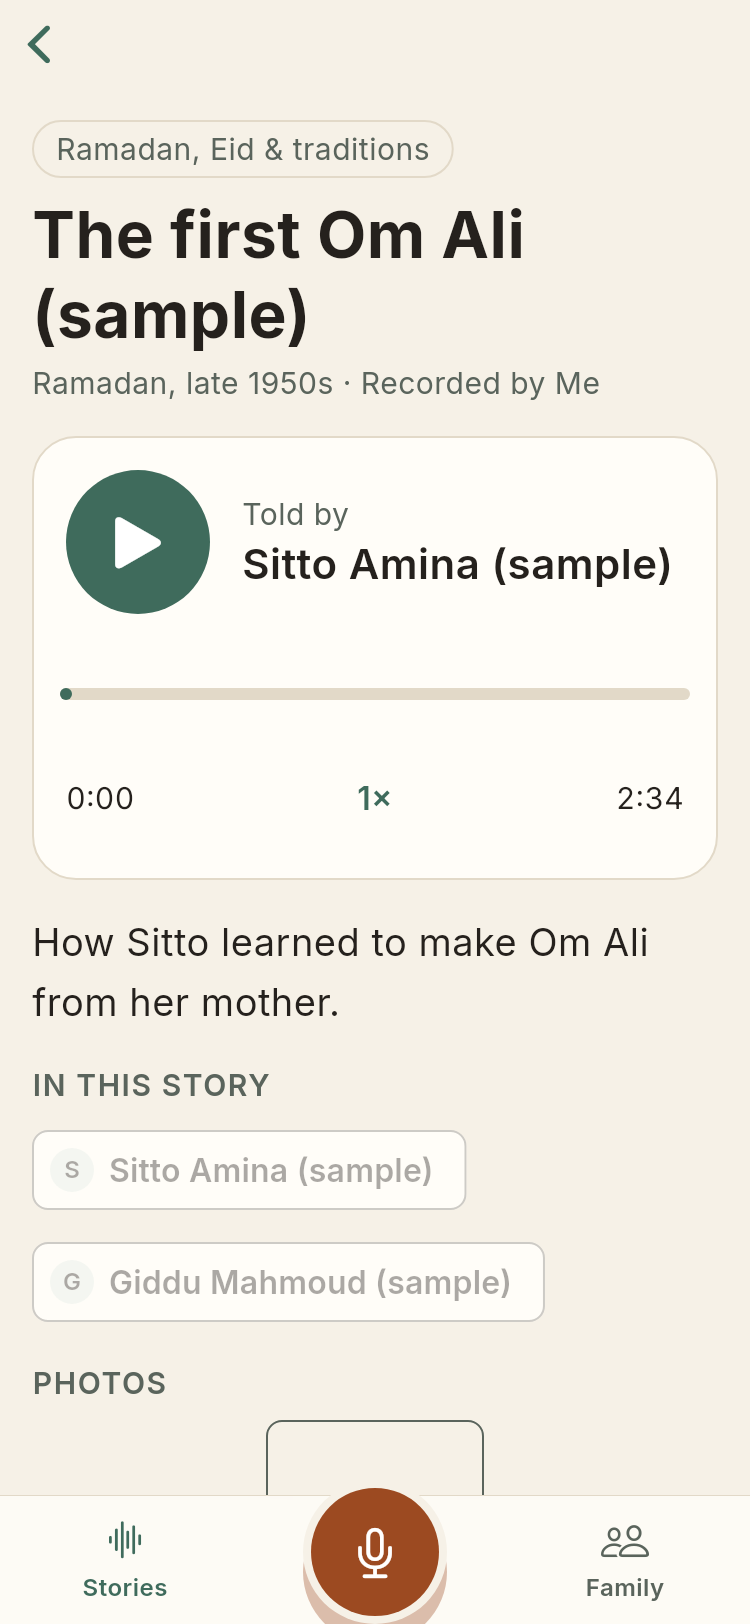 Ramadan, Eid & traditions
The first Om Ali
(sample)
Ramadan, late 1950s · Recorded by Me
Told by
Sitto Amina (sample)
0:00
1×
2:34
How Sitto learned to make Om Ali
from her mother.
IN THIS STORY
S Sitto Amina (sample)
G Giddu Mahmoud (sample)
PHOTOS
Stories
Family